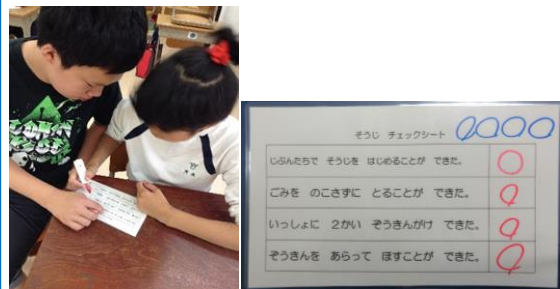 そうじ チェックシート
じぶんたちで そうじを はじめることが できた。
ごみを のこさずに とることが できた。
いっしょに 2かい ぞうきんがけ できた。
ぞうきんを あらって ほすことが できた。